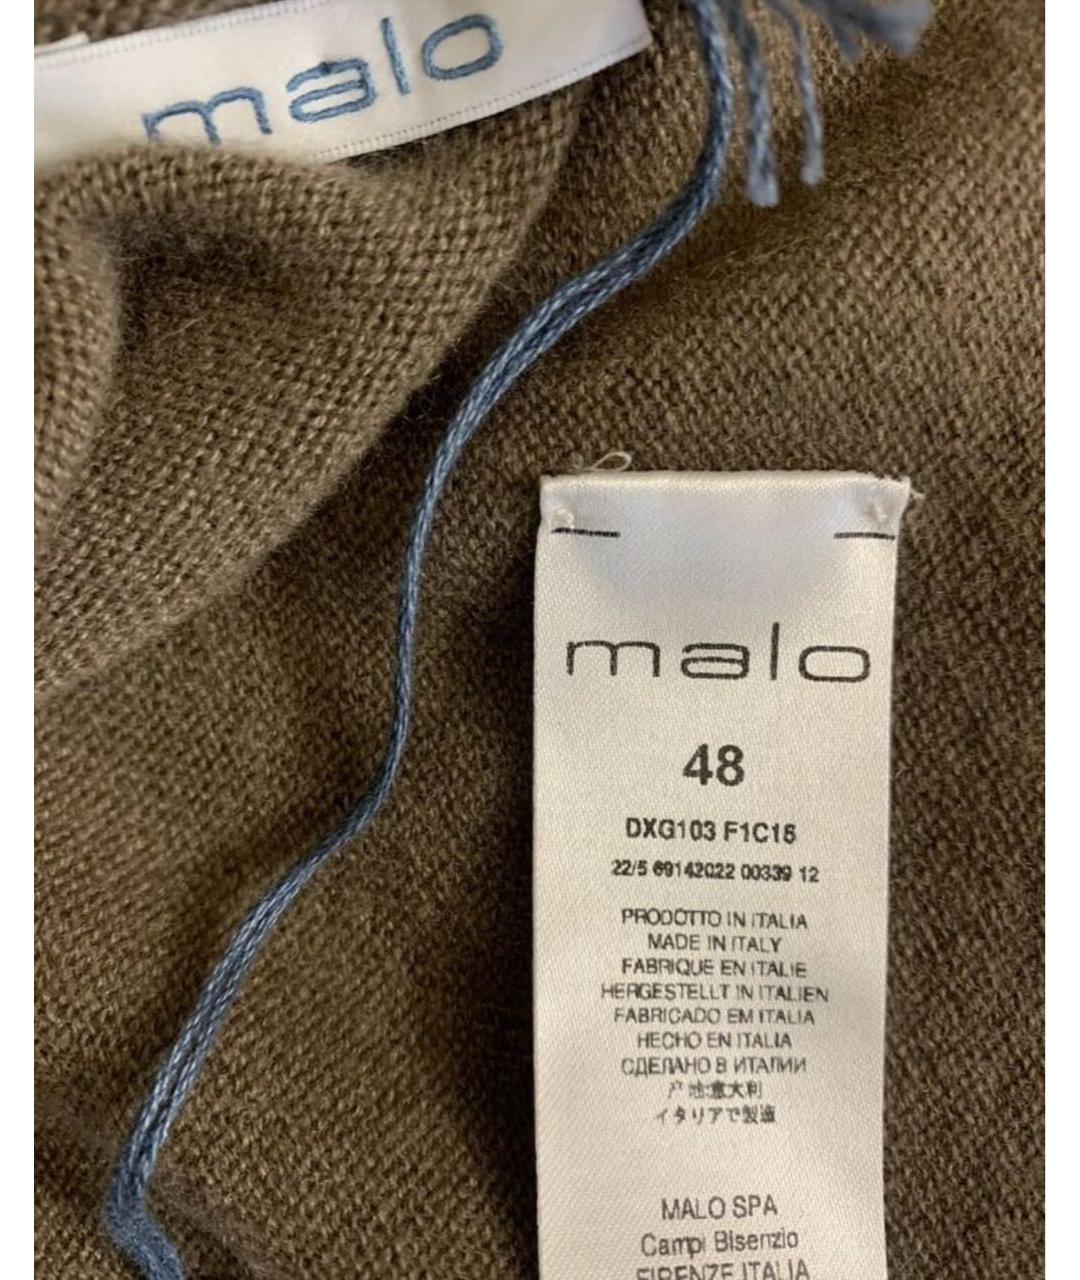 malo
malo
48
DXG103 F1C15
22/5 69142022 00339 12
PRODOTTO IN ITALIA
MADE IN ITALY
FABRIQUE EN ITALIE
HERGESTELLT IN ITALIEN
FABRICADO EM ITALIA
HECHO EN ITALIA
СДЕЛАНО В ИТАЛИИ
产地:意大利
イタリアで製造
MALO SPA
Campi Bisenzio
FIRENZE ITALIA